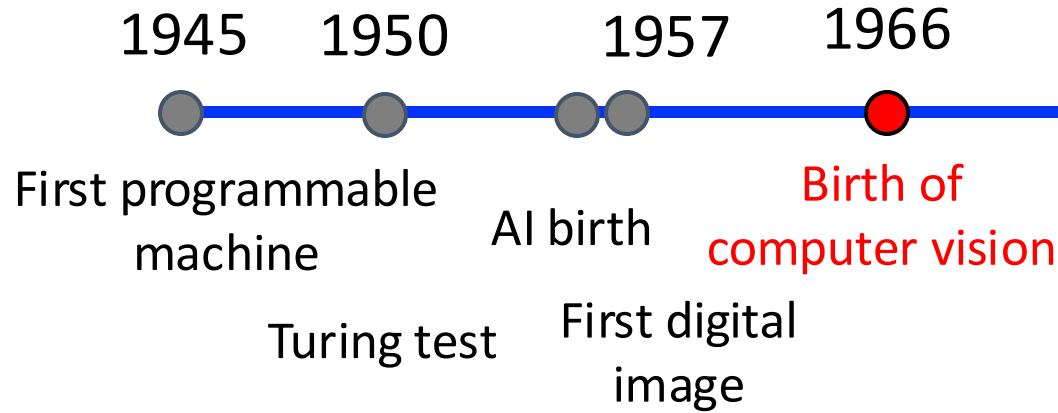 1945
1950
1957
1966
First programmable
machine
Turing test
AI birth
First digital
image
Birth of
computer vision